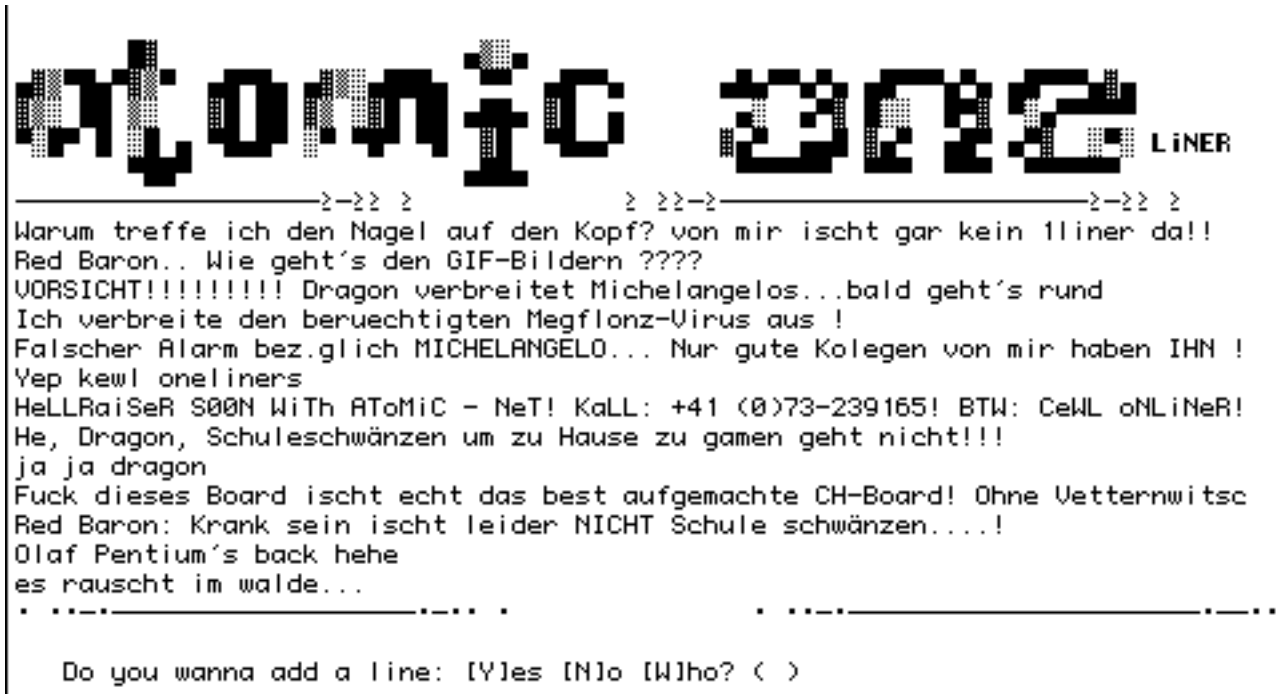 atomic one LiNER
Warum treffe ich den Nagel auf den Kopf? von mir ischt gar kein 1liner da!!
Red Baron.. Wie geht´s den GIF-Bildern ????
VORSICHT!!!!!!!!! Dragon verbreitet Michelangelos...bald geht´s rund
Ich verbreite den beruechtigten Megflonz-Virus aus !
Falscher Alarm bez.glich MICHELANGELO... Nur gute Kolegen von mir haben IHN !
Yep kewl oneliners
HeLLRaiSeR S00N WiTh AToMiC - NeT! KaLL: +41 (0)73-239165! BTW: CeWL oNLiNeR!
He, Dragon, Schuleschwänzen um zu Hause zu gamen geht nicht!!!
ja ja dragon
Fuck dieses Board ischt echt das best aufgemachte CH-Board! Ohne Vetternwitsc
Red Baron: Krank sein ischt leider NICHT Schule schwänzen....!
Olaf Pentium´s back hehe
es rauscht im walde...
Do you wanna add a line: [Y]es [N]o [W]ho? ( )